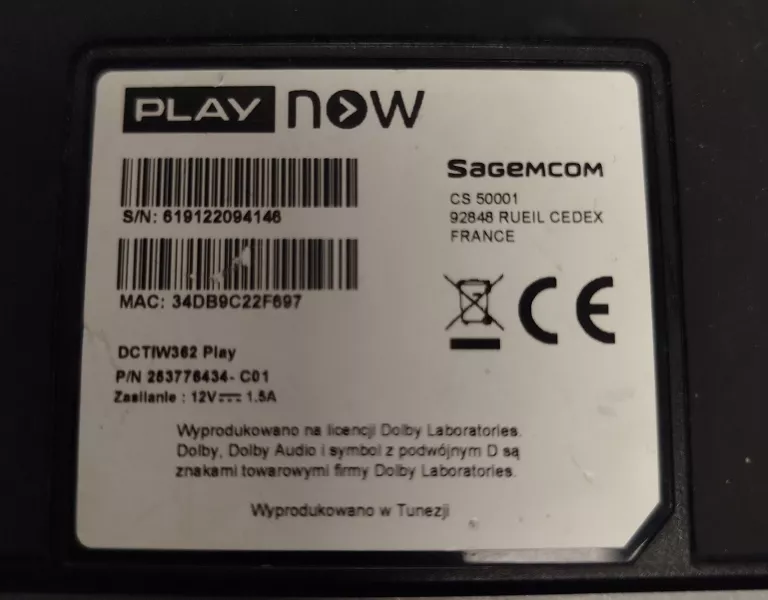 PLAY NOW
S/N: 619122094146
MAC: 34DB9C22F697
SAGEMCOM
CS 50001
92848 RUEIL CEDEX
FRANCE
CE
DCTIW362 Play
P/N 253776434- C01
Zasilanie : 12V⎓ 1.5A
Wyprodukowano na licencji Dolby Laboratories.
Dolby, Dolby Audio i symbol z podwójnym D są
znakami towarowymi firmy Dolby Laboratories.
Wyprodukowano w Tunezji